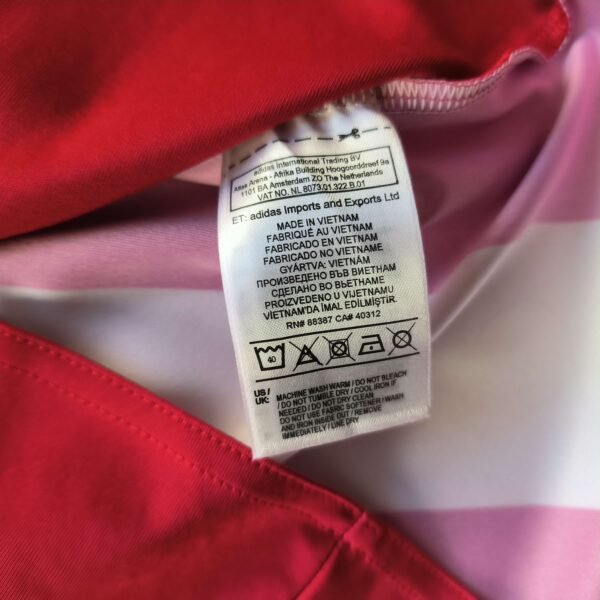 adidas International Trading BV
Atlas Arena - Afrika Building Hoogoorddreef 9a
1101 BA Amsterdam ZO The Netherlands
VAT NO. NL 8073.01.322.B.01
ET: adidas Imports and Exports Ltd
MADE IN VIETNAM
FABRIQUÉ AU VIETNAM
FABRICADO EN VIETNAM
FABRICADO NO VIETNAME
GYÁRTVA: VIETNÁM
ПРОИЗВЕДЕНО ВЪВ ВИЕТНАМ
СДЕЛАНО ВО ВЬЕТНАМЕ
PROIZVEDENO U VIJETNAMU
VİETNAM'DA İMAL EDİLMİŞTİR.
RN# 88387 CA# 40312
40
US / UK:
MACHINE WASH WARM / DO NOT BLEACH
/ DO NOT TUMBLE DRY / COOL IRON IF
NEEDED / DO NOT DRY CLEAN
DO NOT USE FABRIC SOFTENER / WASH
AND IRON INSIDE OUT / REMOVE
IMMEDIATELY / LINE DRY